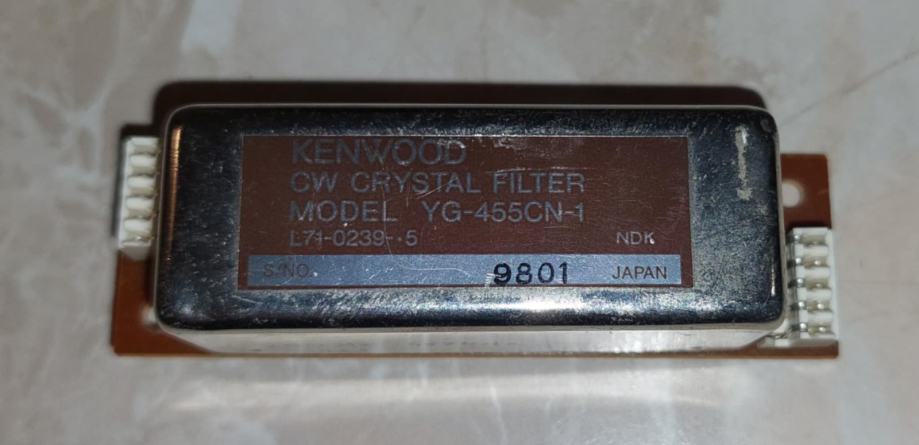 KENWOOD
CW CRYSTAL FILTER
MODEL YG-455CN-1
L71-0239-·5 NDK
S.NO. 9801 JAPAN